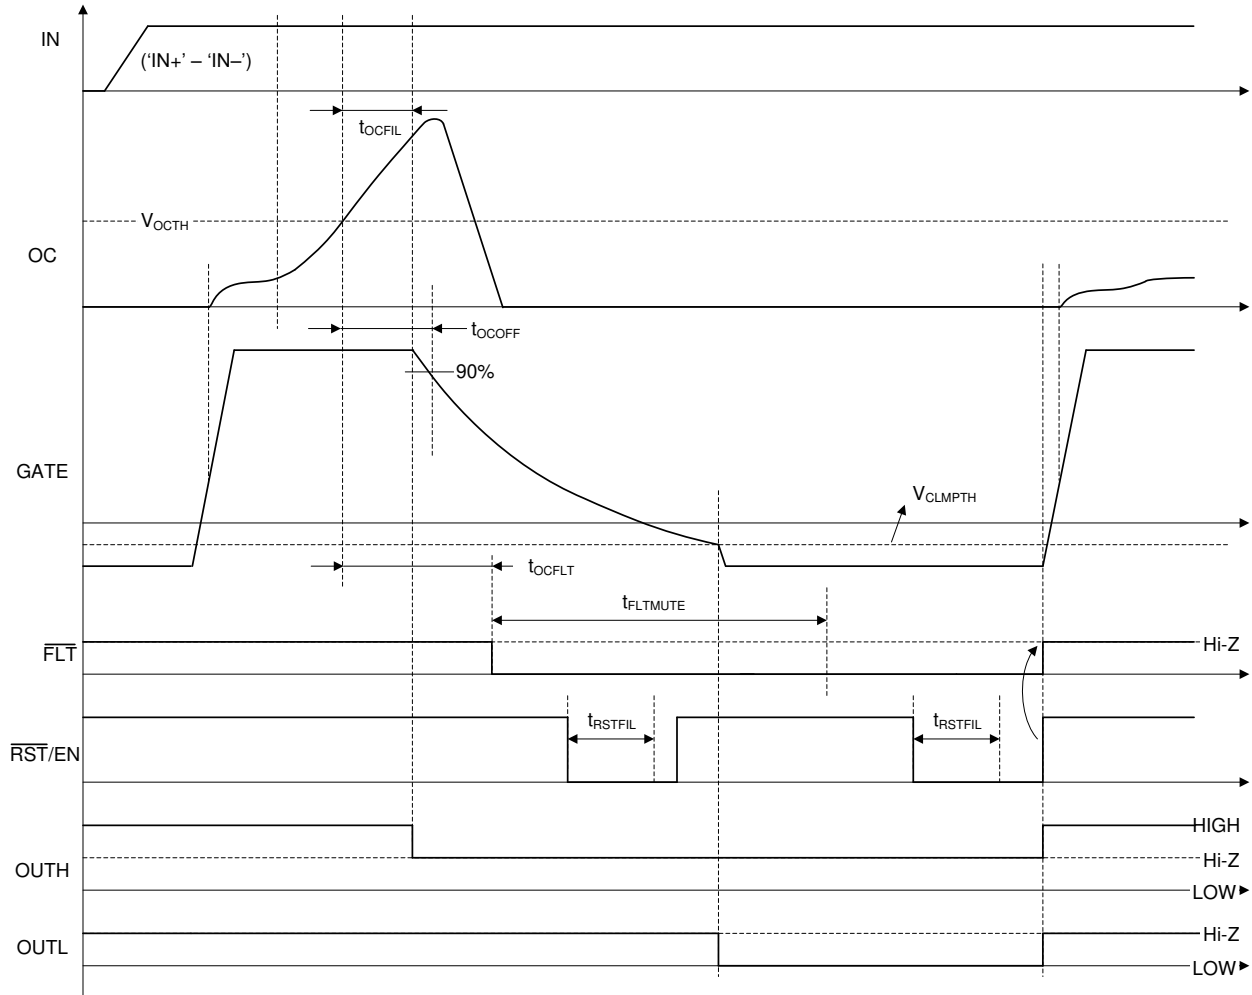 IN
('IN+' – 'IN–')
tOCFIL
VOCTH
OC
tOCOFF
90%
GATE
VCLMPTH
tOCFLT
tFLTMUTE
FLT
Hi-Z
tRSTFIL
tRSTFIL
RST/EN
HIGH
OUTH
Hi-Z
LOW
OUTL
Hi-Z
LOW